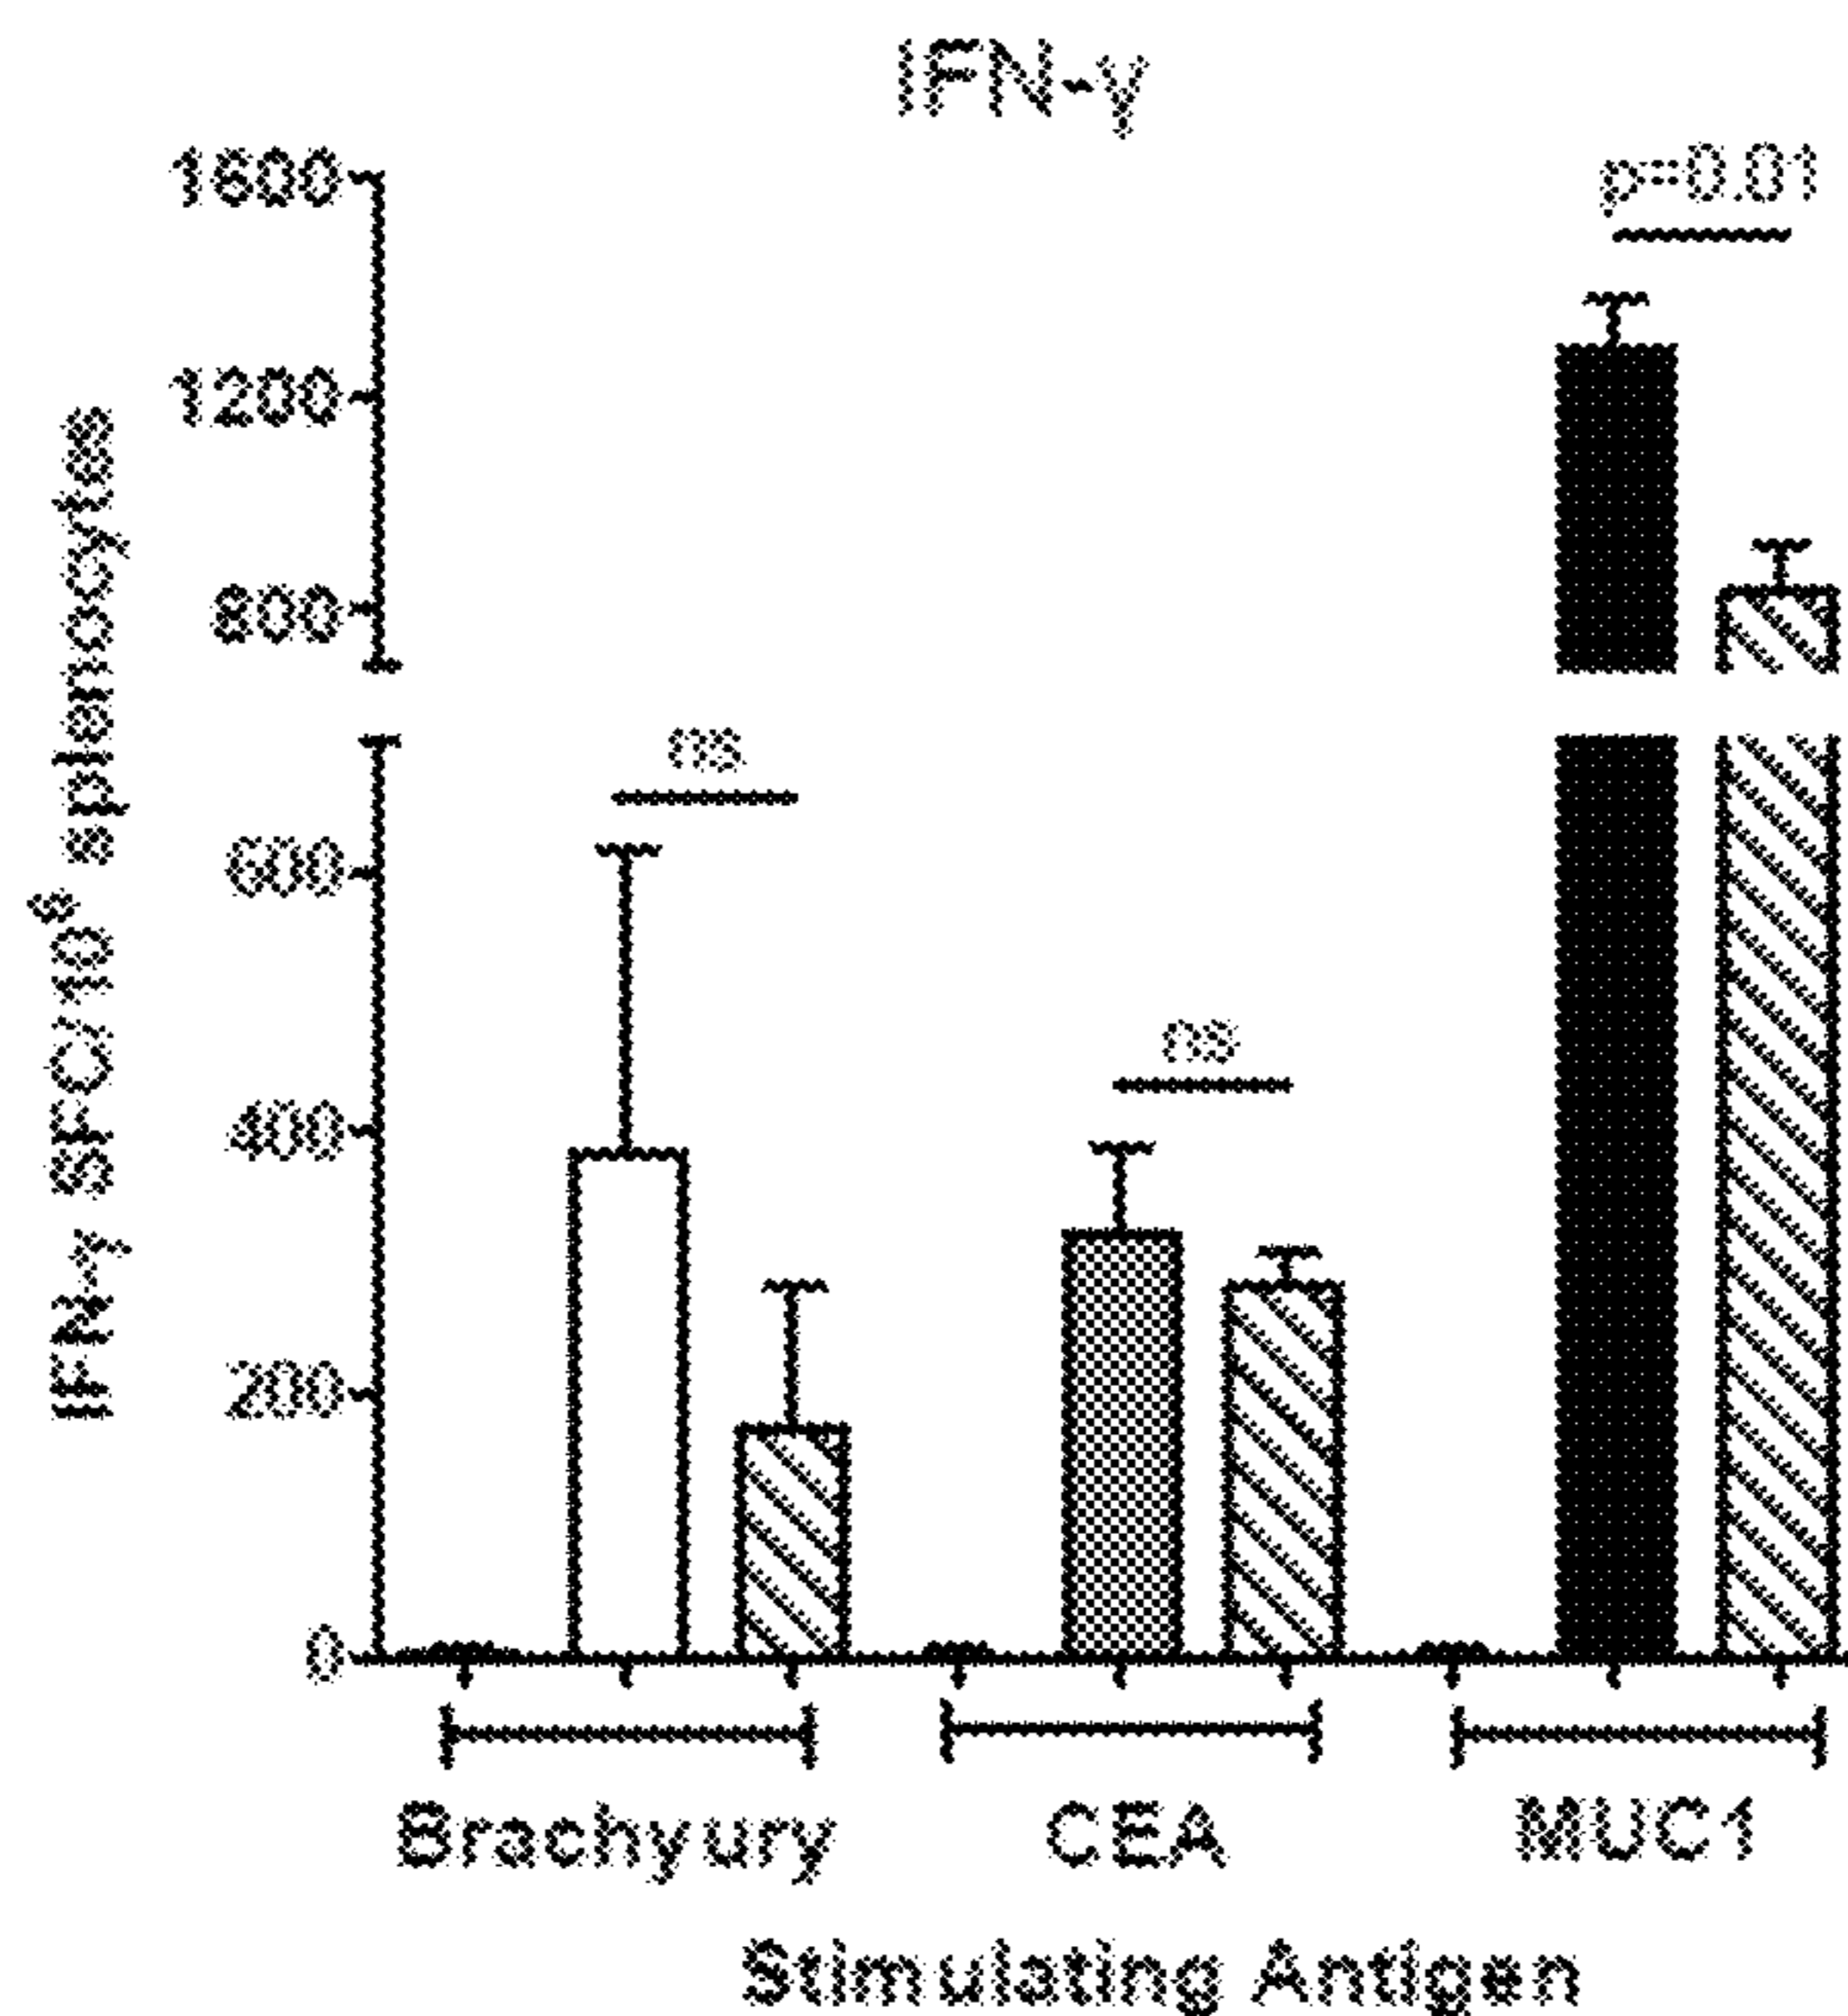 IFN-γ
p=0.01
1600
1200
800
600
400
200
0
IFN-γ SFC/10⁶ splenocytes
ns
ns
Brachyury CEA MUC1
Stimulating Antigen